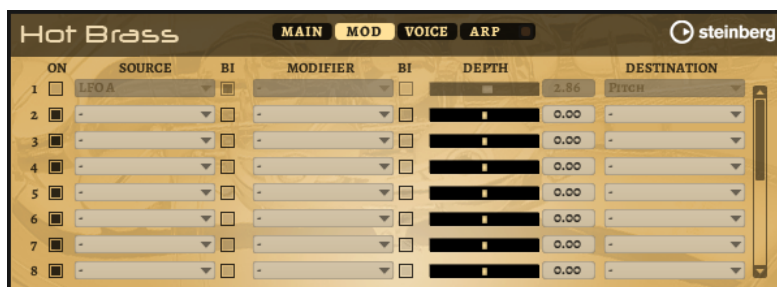 Hot Brass MAIN MOD VOICE ARP steinberg
ON SOURCE BI MODIFIER BI DEPTH DESTINATION
1 LFO A - 2.86 PITCH
2 - - 0.00 -
3 - - 0.00 -
4 - - 0.00 -
5 - - 0.00 -
6 - - 0.00 -
7 - - 0.00 -
8 - - 0.00 -